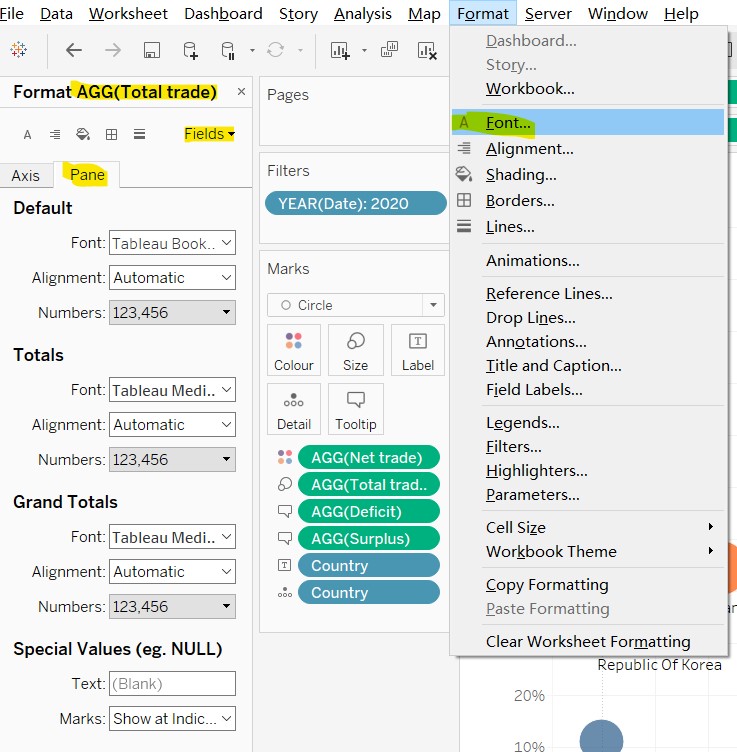 File Data Worksheet Dashboard Story Analysis Map Format Server Window Help
Format AGG(Total trade)
Fields
Axis Pane
Default
Font: Tableau Book..
Alignment: Automatic
Numbers: 123,456
Totals
Font: Tableau Medi..
Alignment: Automatic
Numbers: 123,456
Grand Totals
Font: Tableau Medi..
Alignment: Automatic
Numbers: 123,456
Special Values (eg. NULL)
Text: (Blank)
Marks: Show at Indic...
Pages
Filters
YEAR(Date): 2020
Marks
Circle
Colour Size Label
Detail Tooltip
AGG(Net trade)
AGG(Total trad..
AGG(Deficit)
AGG(Surplus)
Country
Country
Dashboard...
Story...
Workbook...
Font...
Alignment...
Shading...
Borders...
Lines...
Animations...
Reference Lines...
Drop Lines...
Annotations...
Title and Caption...
Field Labels...
Legends...
Filters...
Highlighters...
Parameters...
Cell Size
Workbook Theme
Copy Formatting
Paste Formatting
Clear Worksheet Formatting
Republic Of Korea
20%
10%